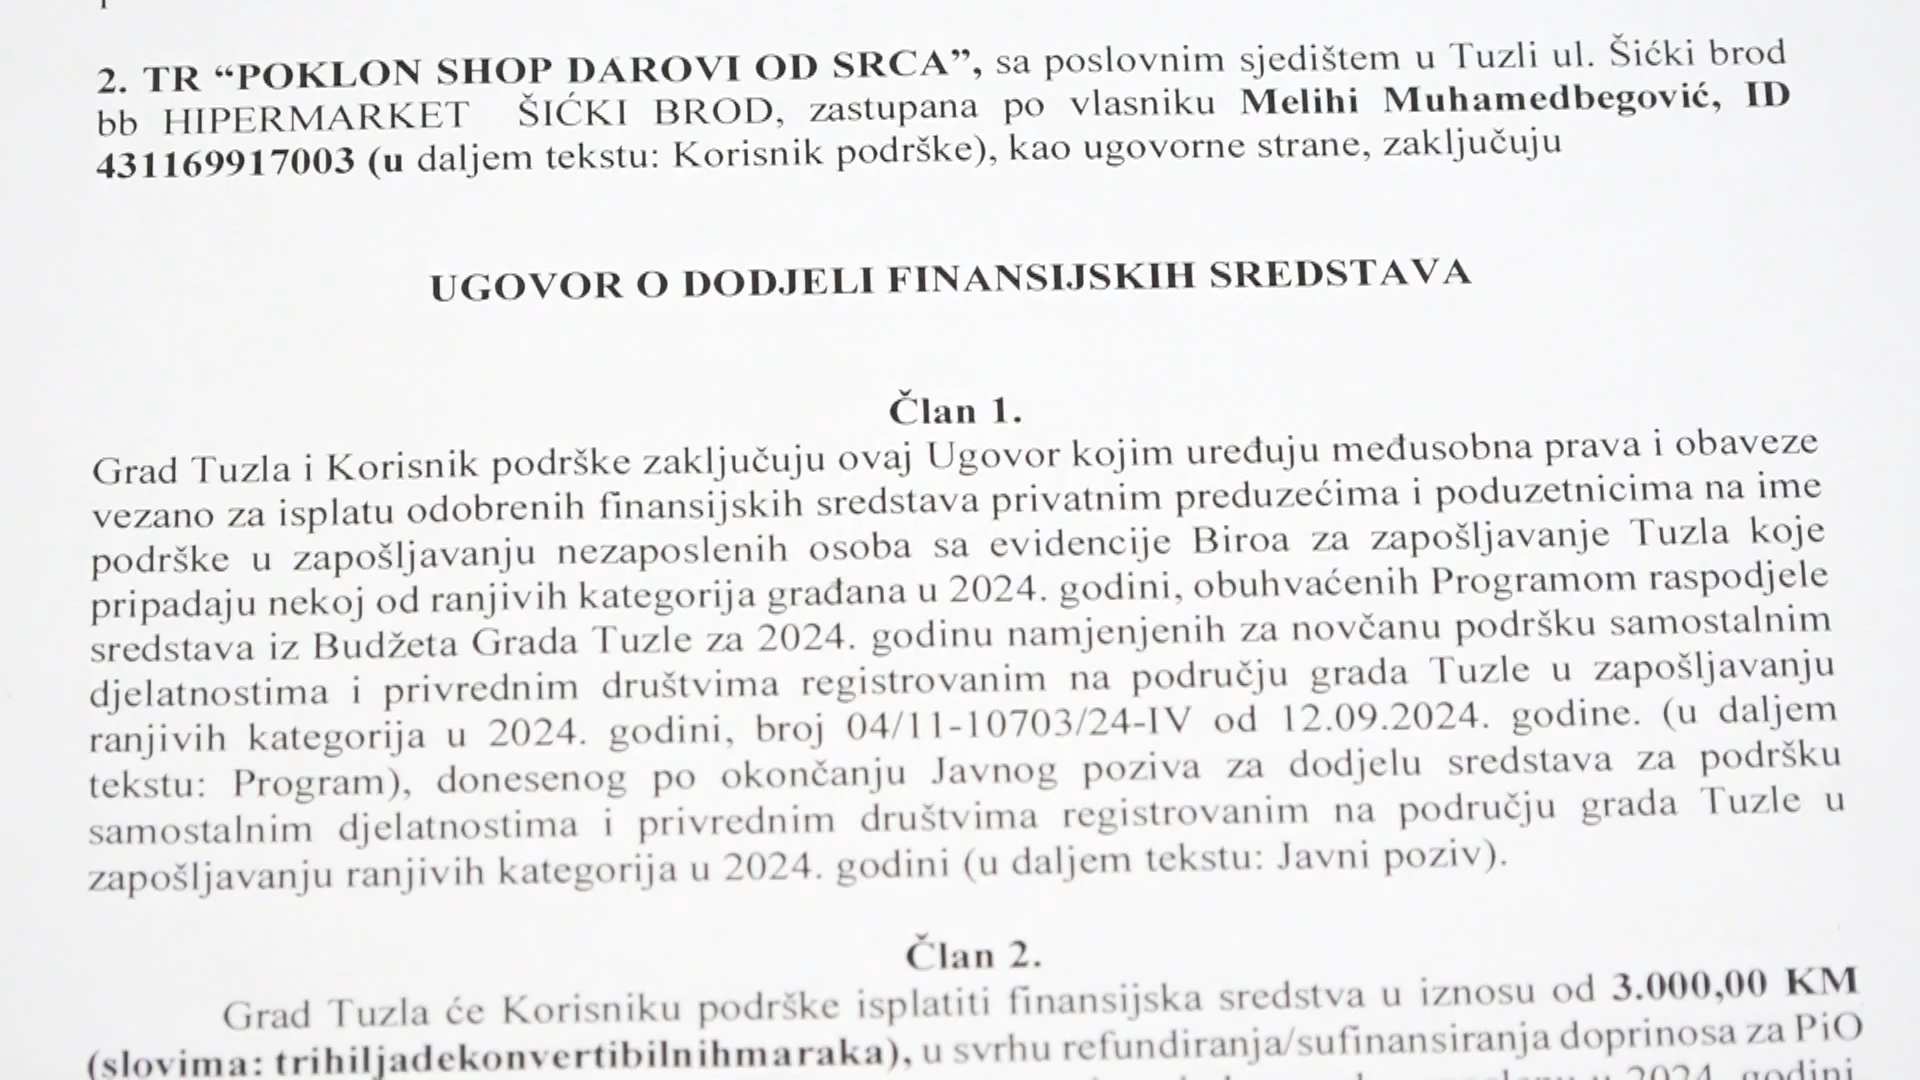 2. TR “POKLON SHOP DAROVI OD SRCA”, sa poslovnim sjedištem u Tuzli ul. Šićki brod
bb HIPERMARKET ŠIĆKI BROD, zastupana po vlasniku Melihi Muhamedbegović, ID
431169917003 (u daljem tekstu: Korisnik podrške), kao ugovorne strane, zaključuju
UGOVOR O DODJELI FINANSIJSKIH SREDSTAVA
Član 1.
Grad Tuzla i Korisnik podrške zaključuju ovaj Ugovor kojim uređuju međusobna prava i obaveze
vezano za isplatu odobrenih finansijskih sredstava privatnim preduzećima i poduzetnicima na ime
podrške u zapošljavanju nezaposlenih osoba sa evidencije Biroa za zapošljavanje Tuzla koje
pripadaju nekoj od ranjivih kategorija građana u 2024. godini, obuhvaćenih Programom raspodjele
sredstava iz Budžeta Grada Tuzle za 2024. godinu namjenjenih za novčanu podršku samostalnim
djelatnostima i privrednim društvima registrovanim na području grada Tuzle u zapošljavanju
ranjivih kategorija u 2024. godini, broj 04/11-10703/24-IV od 12.09.2024. godine. (u daljem
tekstu: Program), donesenog po okončanju Javnog poziva za dodjelu sredstava za podršku
samostalnim djelatnostima i privrednim društvima registrovanim na području grada Tuzle u
zapošljavanju ranjivih kategorija u 2024. godini (u daljem tekstu: Javni poziv).
Član 2.
Grad Tuzla će Korisniku podrške isplatiti finansijska sredstva u iznosu od 3.000,00 KM
(slovima: trihiljadekonvertibilnihmaraka), u svrhu refundiranja/sufinansiranja doprinosa za PiO
u 2024. godini